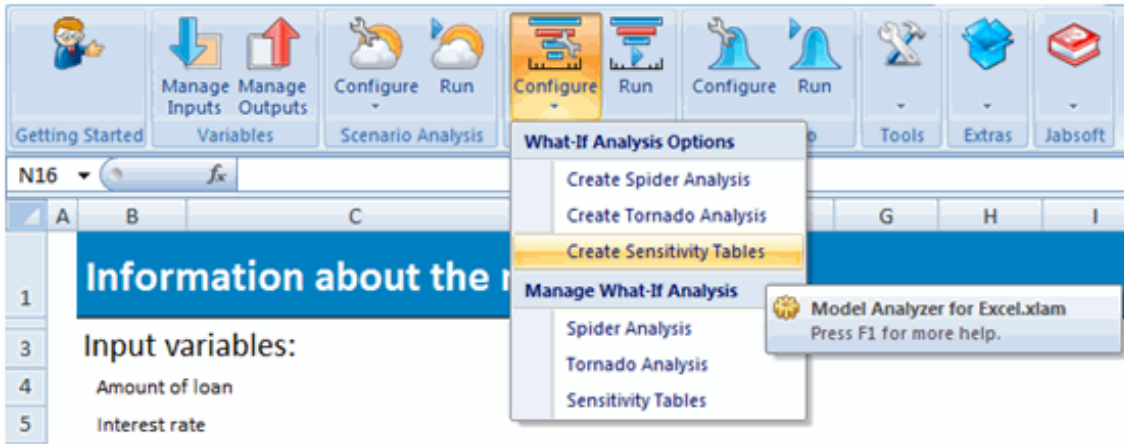 Manage Manage
Inputs Outputs
Configure Run
Configure Run
Configure Run
Getting Started
Variables
Scenario Analysis
o
Tools
Extras
Jabsoft
What-If Analysis Options
Create Spider Analysis
Create Tornado Analysis
Create Sensitivity Tables
Manage What-If Analysis
Spider Analysis
Tornado Analysis
Sensitivity Tables
Model Analyzer for Excel.xlam
Press F1 for more help.
N16
fx
A B C G H I
1 Information about the
3 Input variables:
4 Amount of loan
5 Interest rate